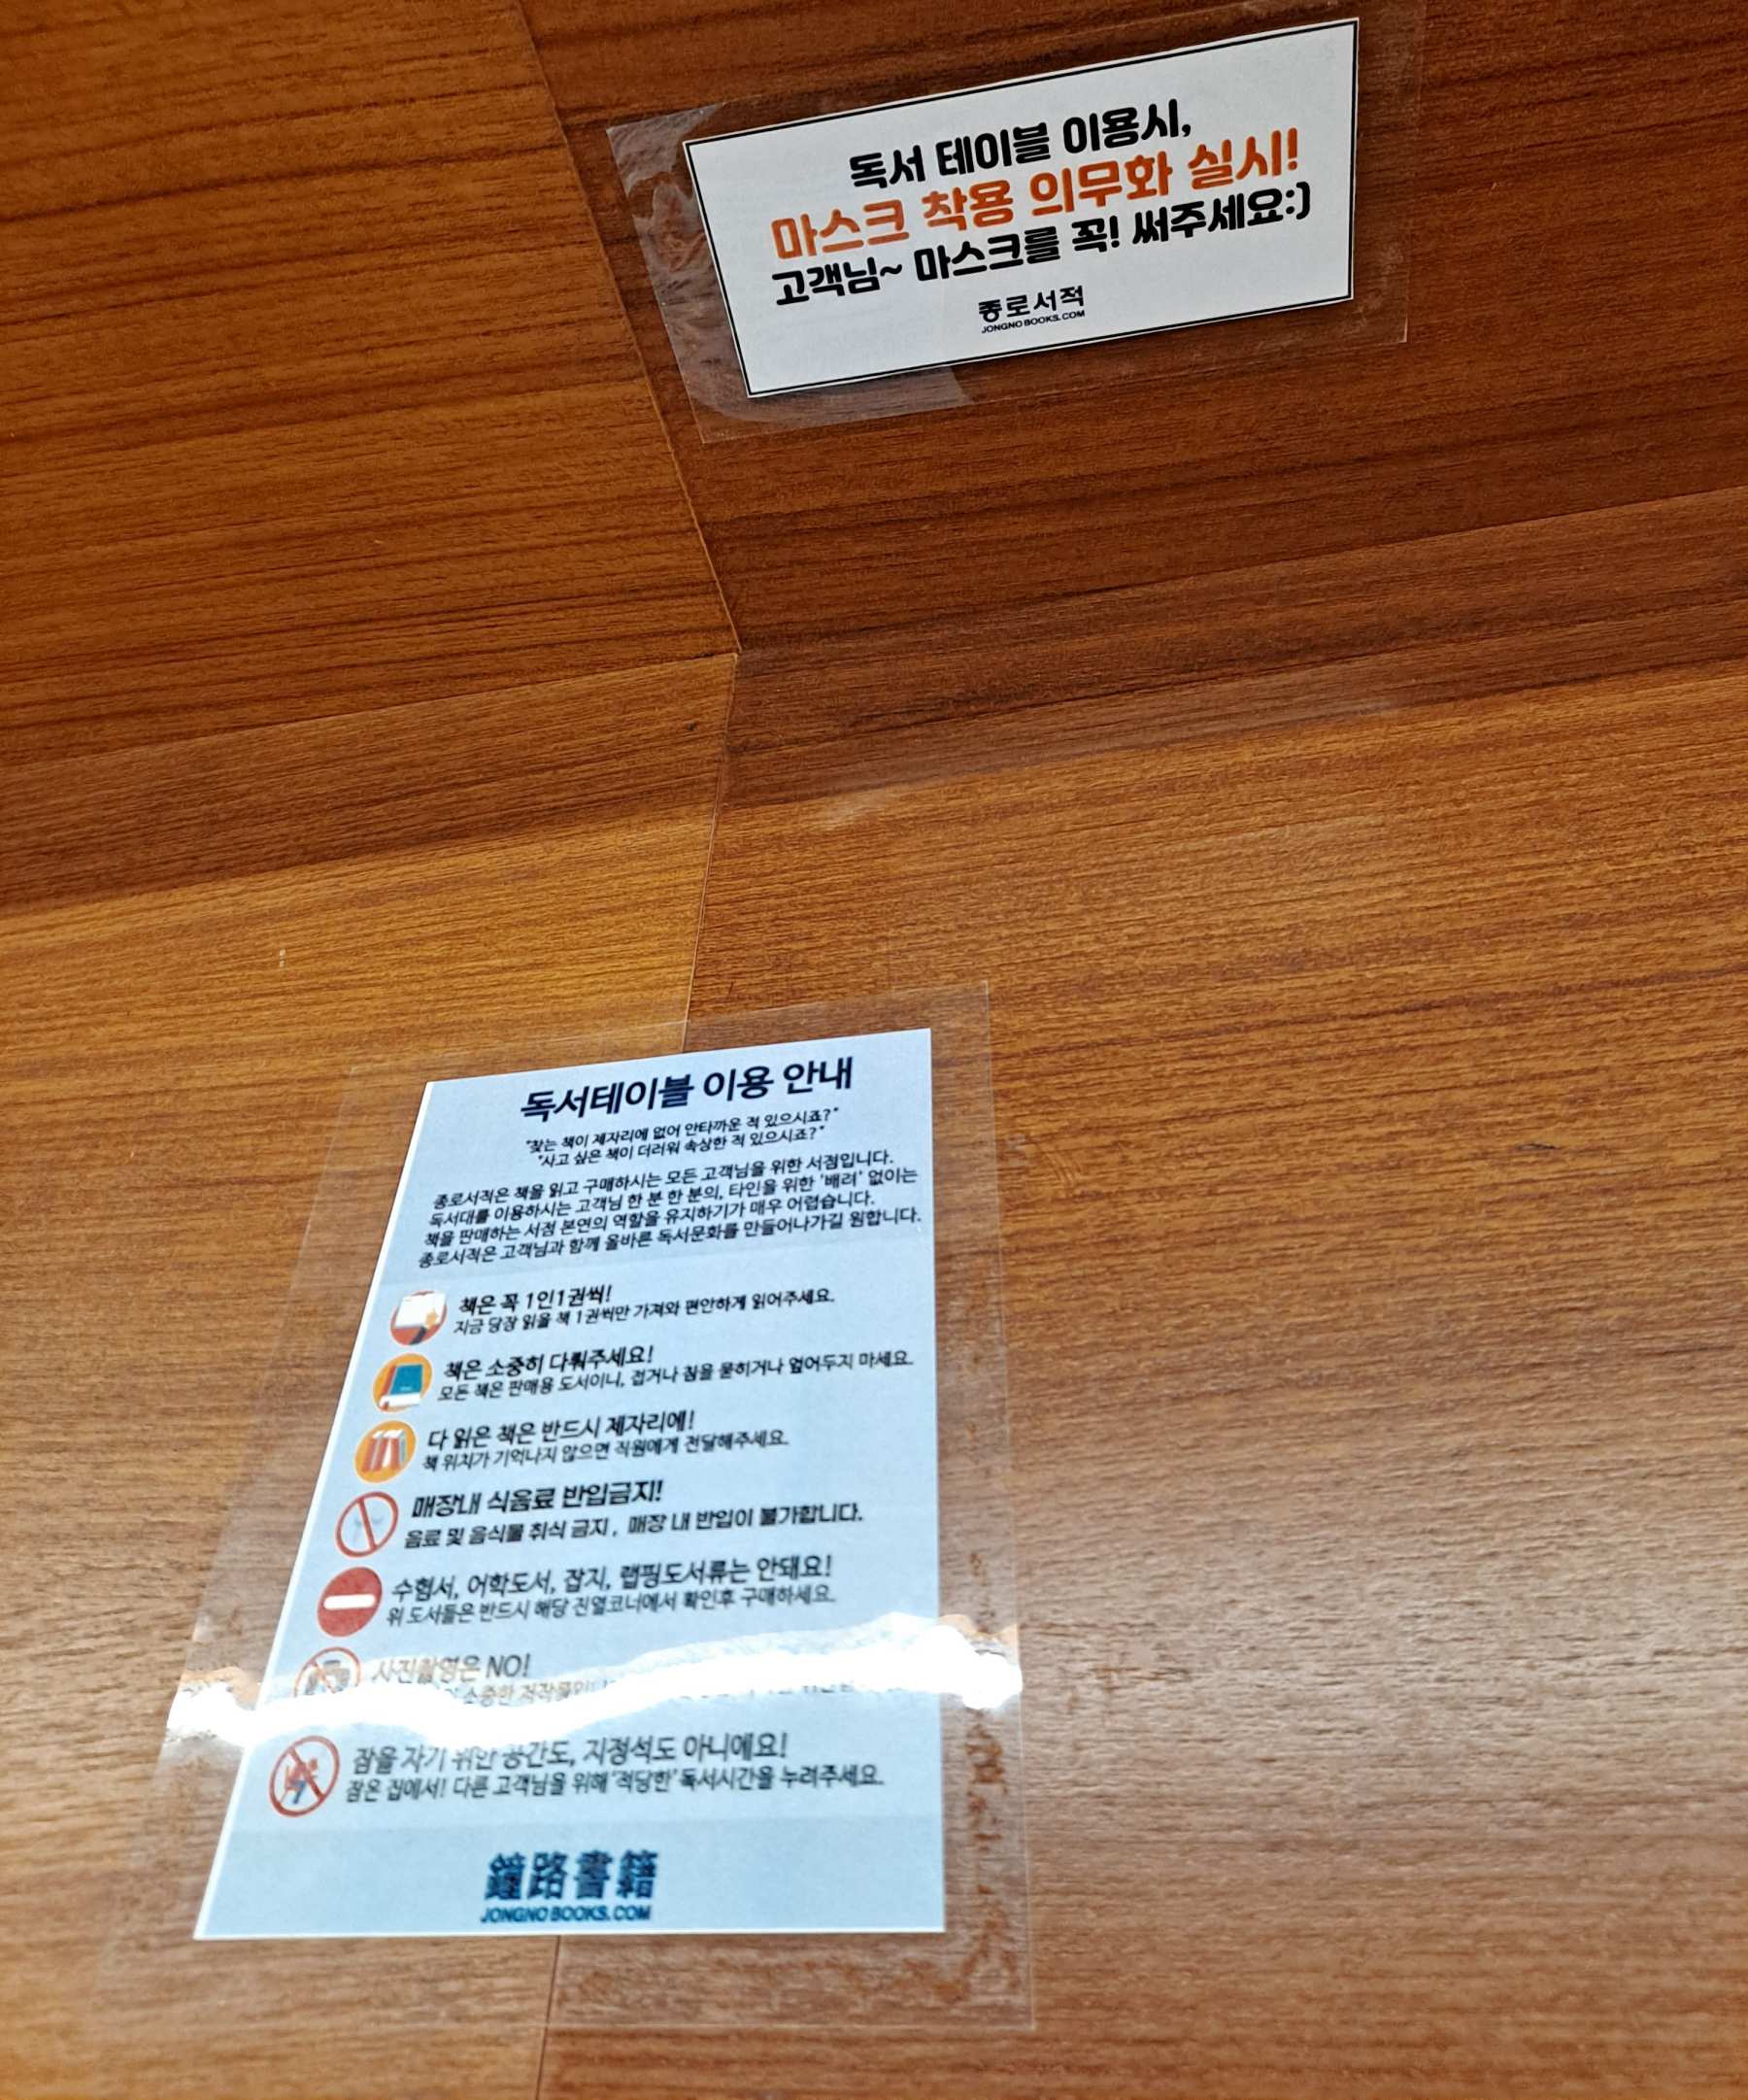 독서 테이블 이용시,
마스크 착용 의무화 실시!
고객님~ 마스크를 꼭! 써주세요:)
종로서적
JONGNO BOOKS.COM
독서테이블 이용 안내
"찾는 책이 제자리에 없어 안타까운 적 있으시죠?"
"사고 싶은 책이 더러워 속상한 적 있으시죠?"
종로서적은 책을 읽고 구매하시는 모든 고객님을 위한 서점입니다.
독서대를 이용하시는 고객님 한 분 한 분의, 타인을 위한 '배려' 없이는
책을 판매하는 서점 본연의 역할을 유지하기가 매우 어렵습니다.
종로서적은 고객님과 함께 올바른 독서문화를 만들어나가길 원합니다.
책은 꼭 1인1권씩!
지금 당장 읽을 책 1권씩만 가져와 편안하게 읽어주세요.
책은 소중히 다뤄주세요!
모든 책은 판매용 도서이니, 접거나 침을 묻히거나 엎어두지 마세요.
다 읽은 책은 반드시 제자리에!
책 위치가 기억나지 않으면 직원에게 전달해주세요.
매장내 식음료 반입금지!
음료 및 음식물 취식 금지, 매장 내 반입이 불가합니다.
수험서, 어학도서, 잡지, 랩핑도서류는 안돼요!
위 도서들은 반드시 해당 진열코너에서 확인후 구매하세요.
사진촬영은 NO!
소중한
잠을 자기 위한 공간도, 지정석도 아니에요!
잠은 집에서! 다른 고객님을 위해 '적당한' 독서시간을 누려주세요.
鐘路書籍
JONGNO BOOKS.COM